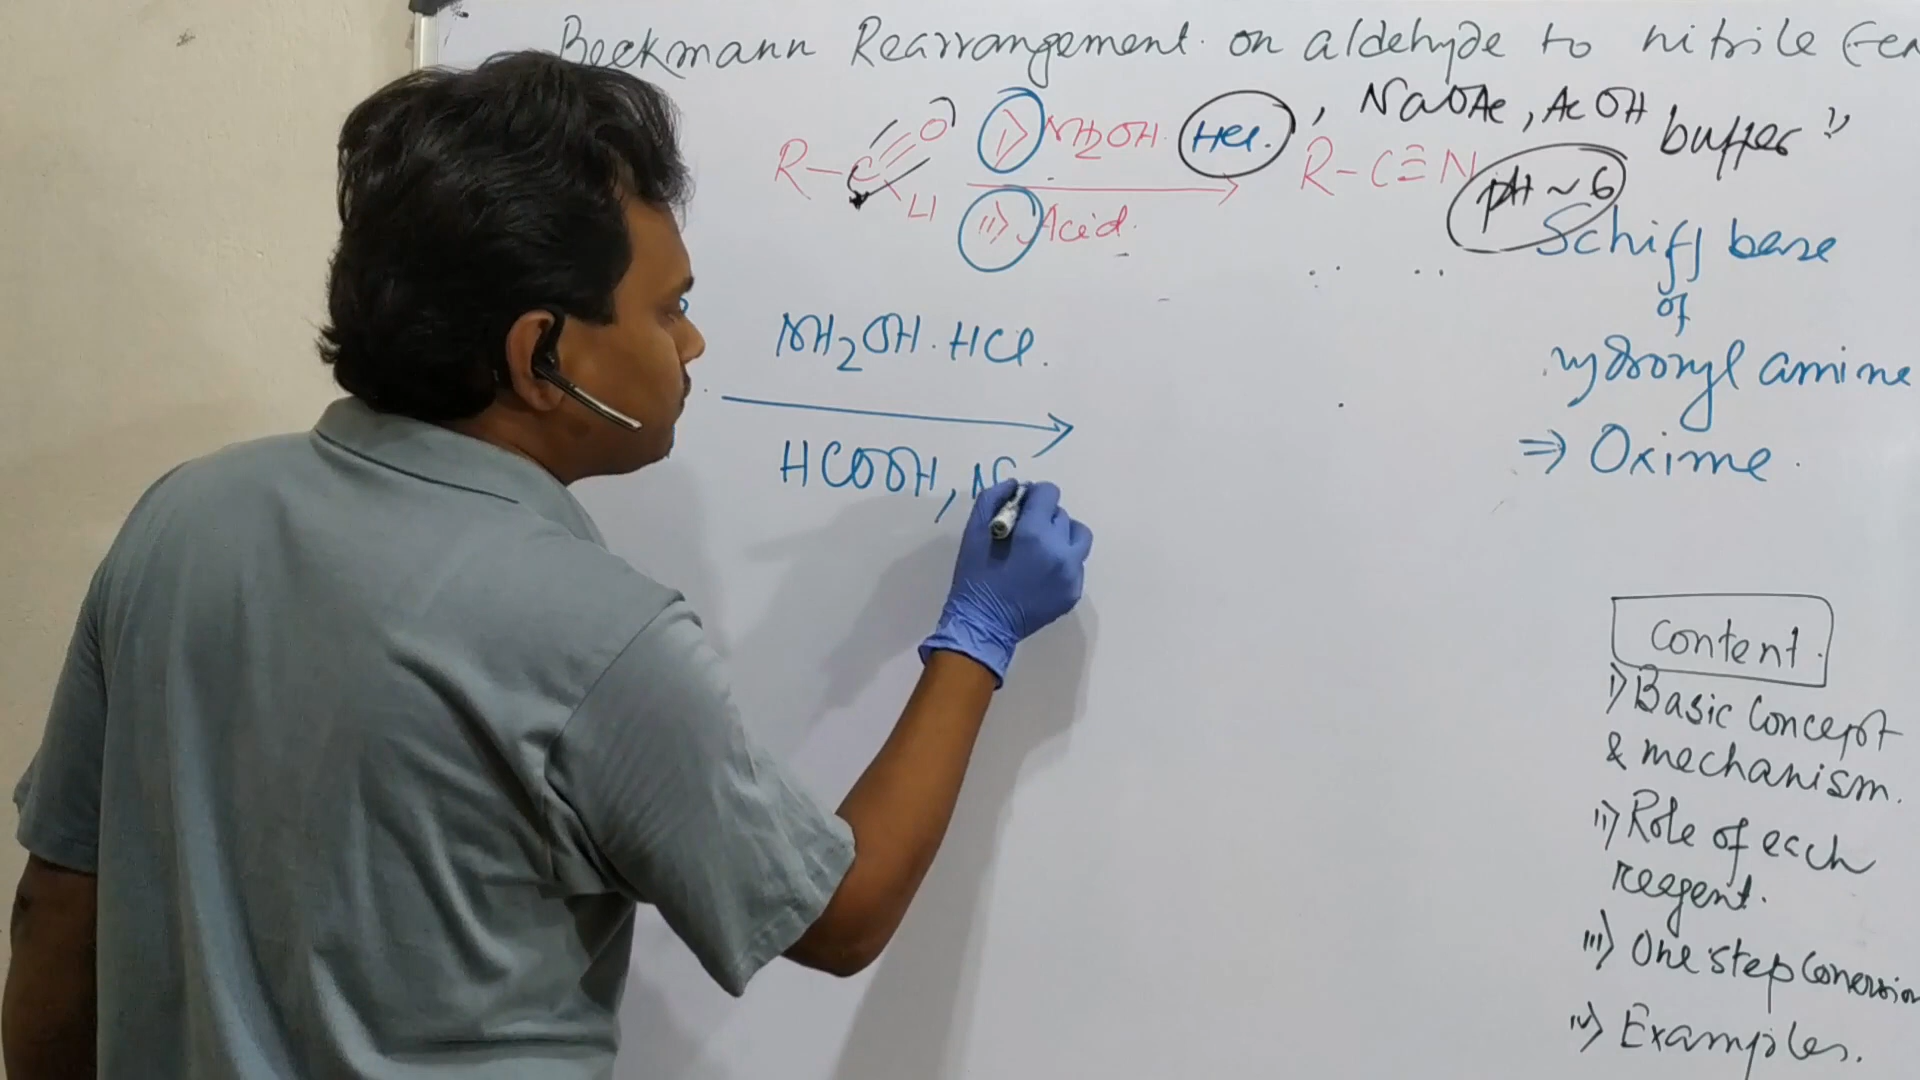 Beckmann Rearrangement on aldehyde to nitrile
R-C O H i) NH2OH. HCl. , NaOAc, AcOH buffer"
ii) Acid. R-C≡N pH ~ 6
Schiff base
of
hydroxyl amine
⇒ Oxime.
NH2OH. HCl.
HCOOH,
Content.
i) Basic Concept
& mechanism.
ii) Role of each
reagent.
iii) One step
iv) Examples.